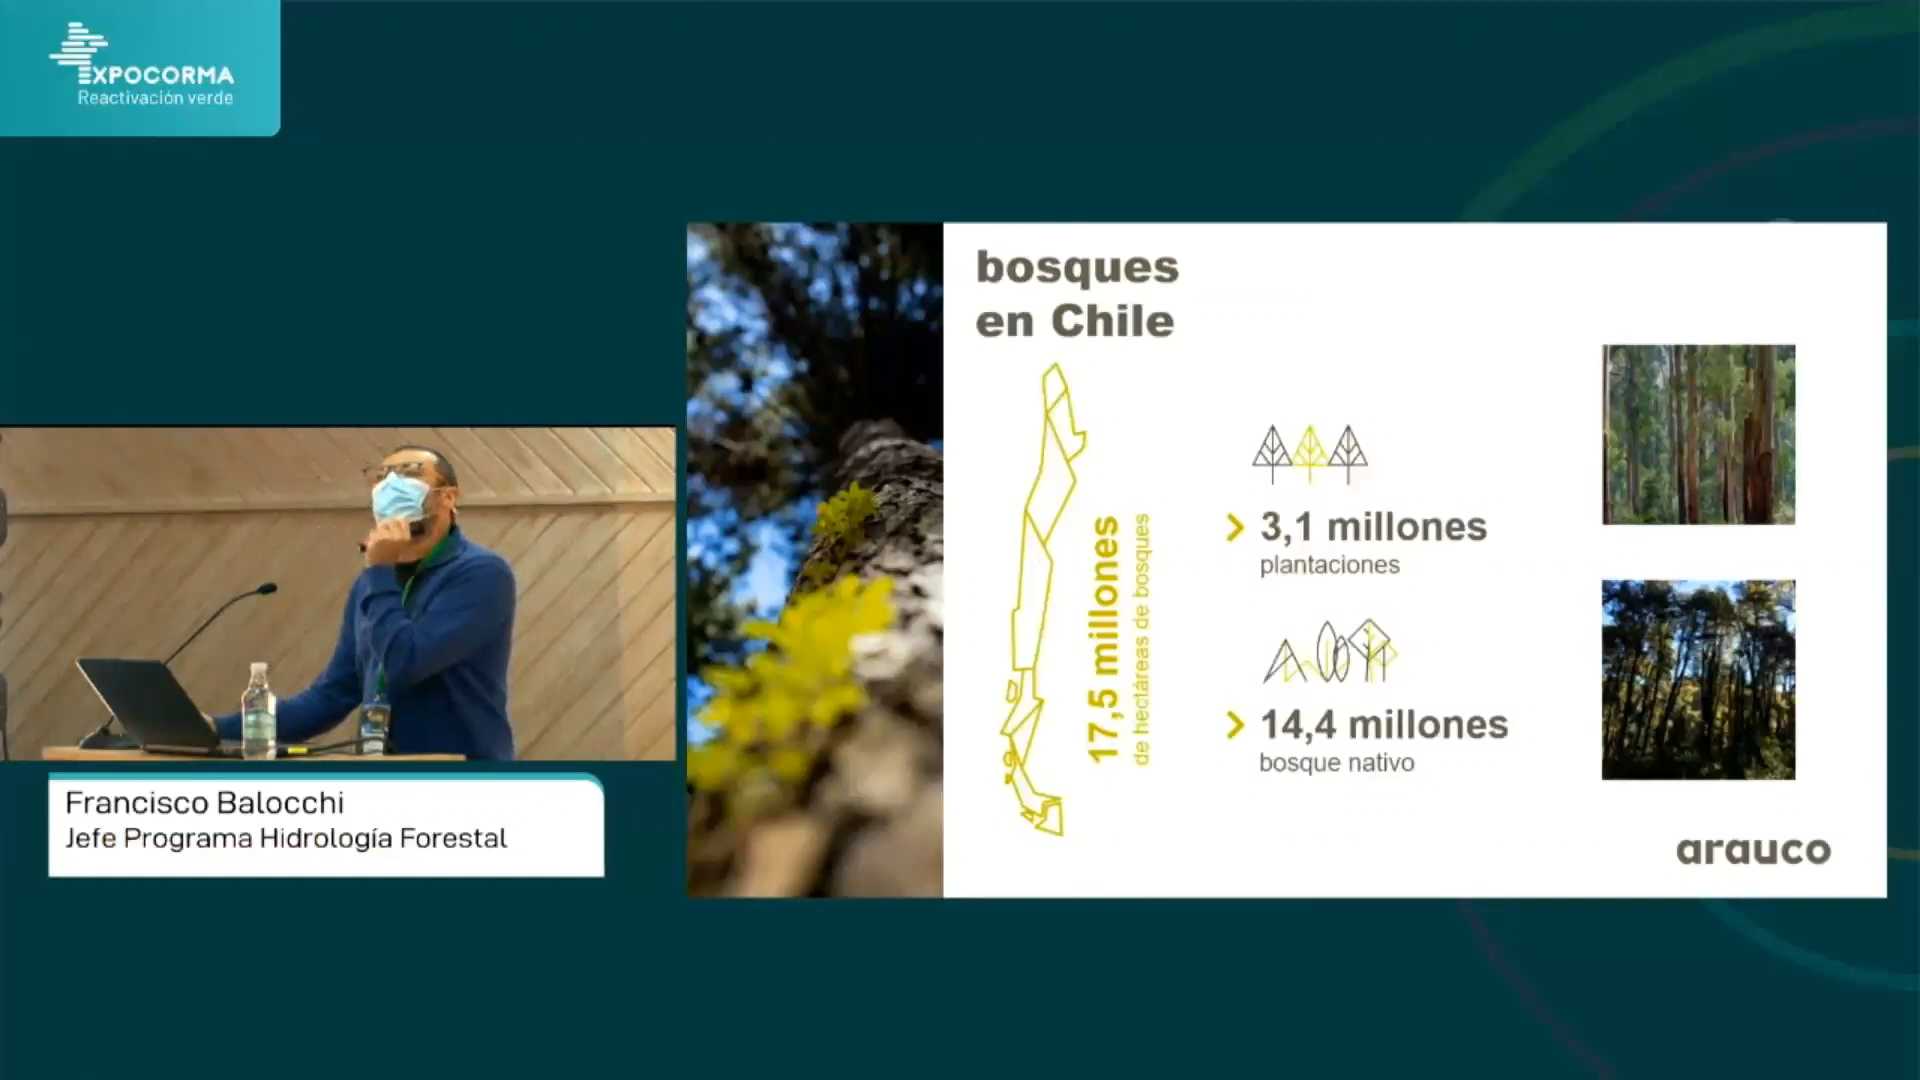 EXPOCORMA
Reactivación verde
Francisco Balocchi
Jefe Programa Hidrología Forestal
bosques
en Chile
17,5 millones
de hectáreas de bosques
3,1 millones
plantaciones
14,4 millones
bosque nativo
arauco